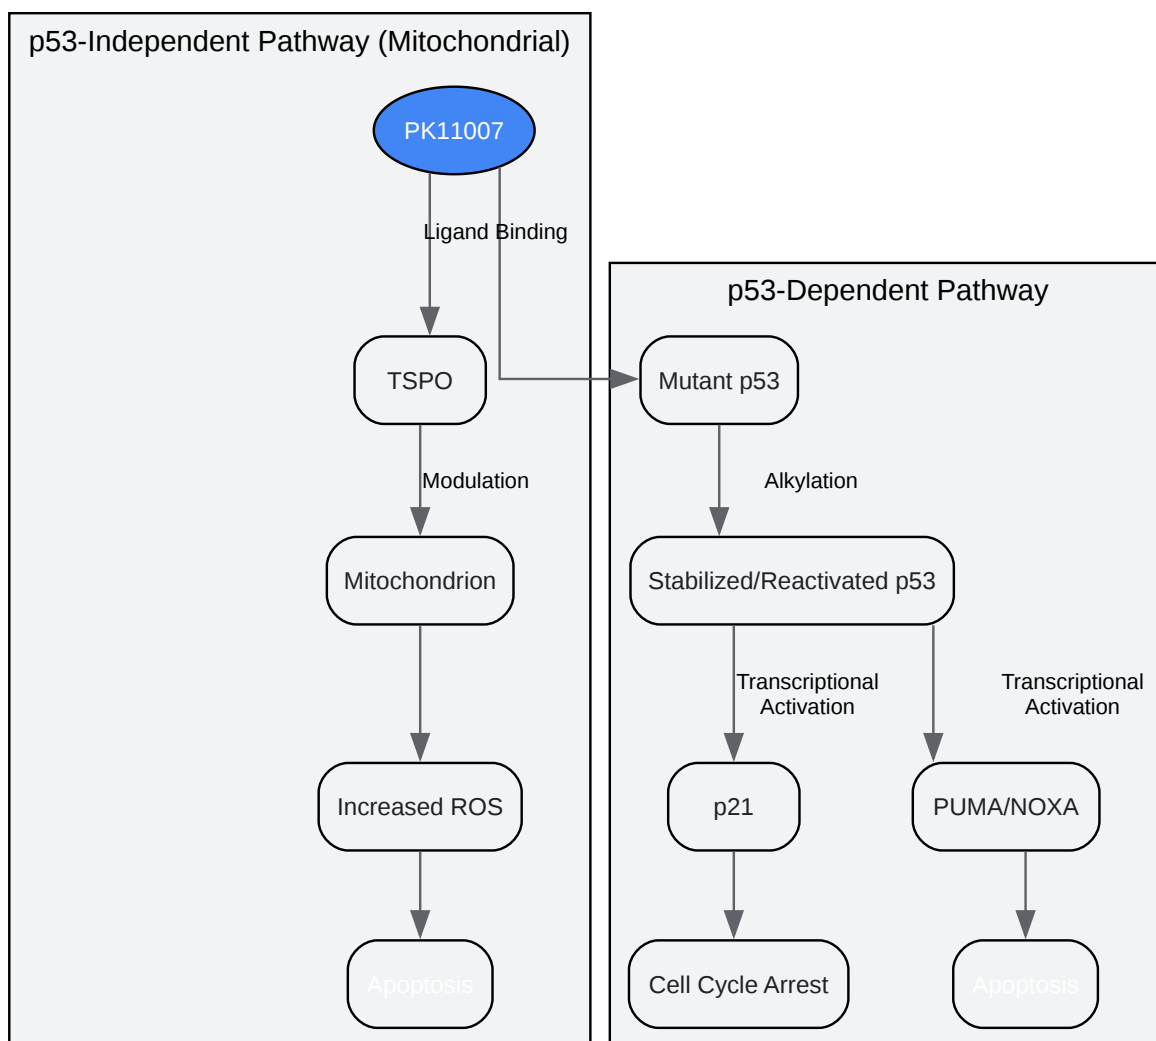 p53-Independent Pathway (Mitochondrial)
PK11007
Ligand Binding
p53-Dependent Pathway
TSPO
Mutant p53
Modulation
Alkylation
Mitochondrion
Stabilized/Reactivated p53
Transcriptional
Activation
Transcriptional
Activation
Increased ROS
p21
PUMA/NOXA
Apoptosis
Cell Cycle Arrest
Apoptosis